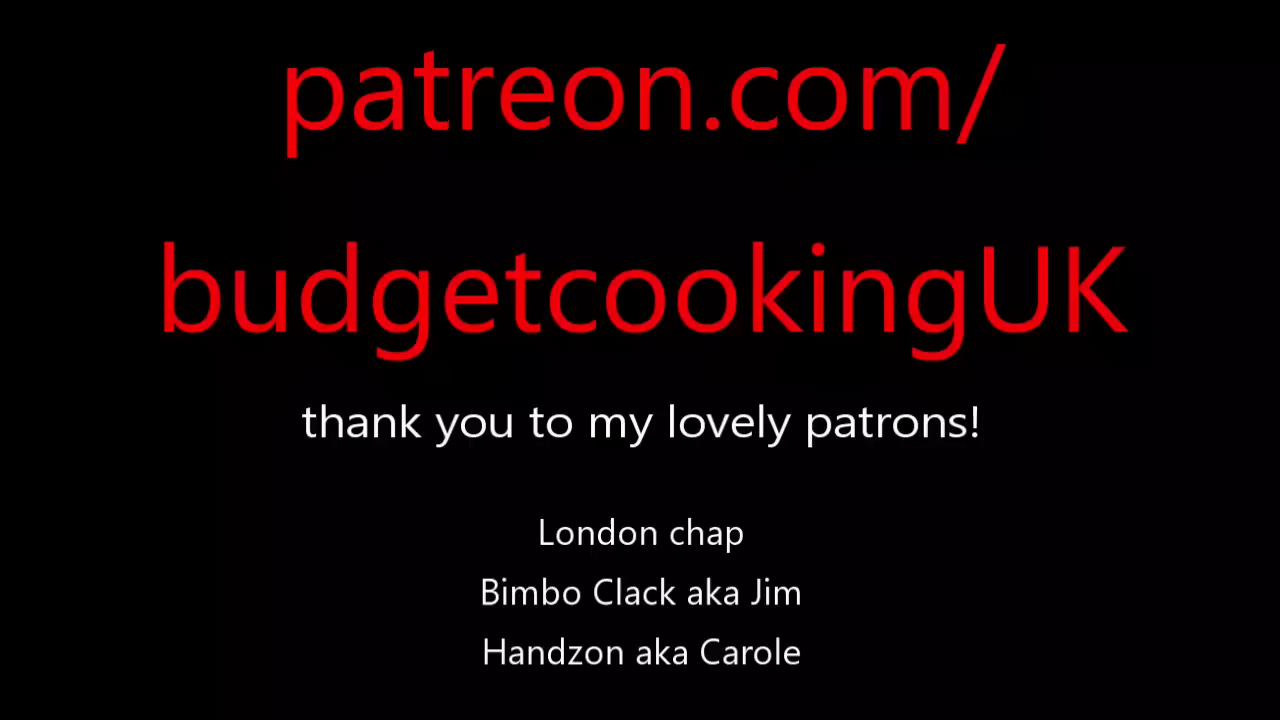 patreon.com/
budgetcookingUK
thank you to my lovely patrons!
London chap
Bimbo Clack aka Jim
Handzon aka Carole